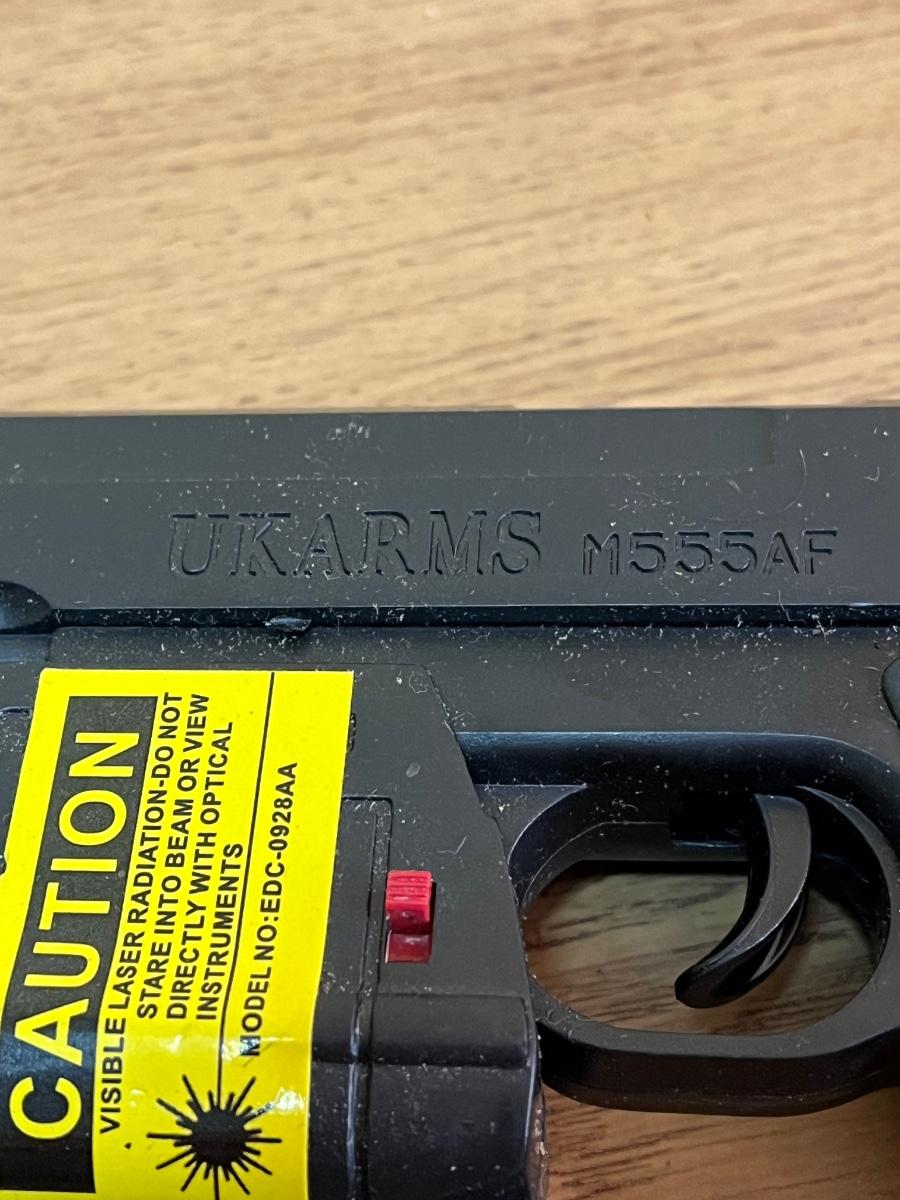 UKARMS M555AF
CAUTION
VISIBLE LASER RADIATION-DO NOT
STARE INTO BEAM OR VIEW
DIRECTLY WITH OPTICAL
INSTRUMENTS
MODEL NO:EDC-0928AA